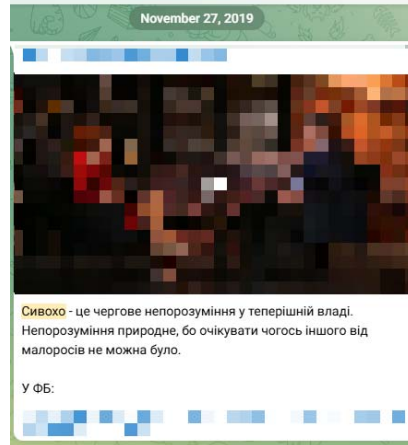 November 27, 2019
Сивохо - це чергове непорозуміння у теперішній владі.
Непорозуміння природне, бо очікувати чогось іншого від
малоросів не можна було.
У ФБ: